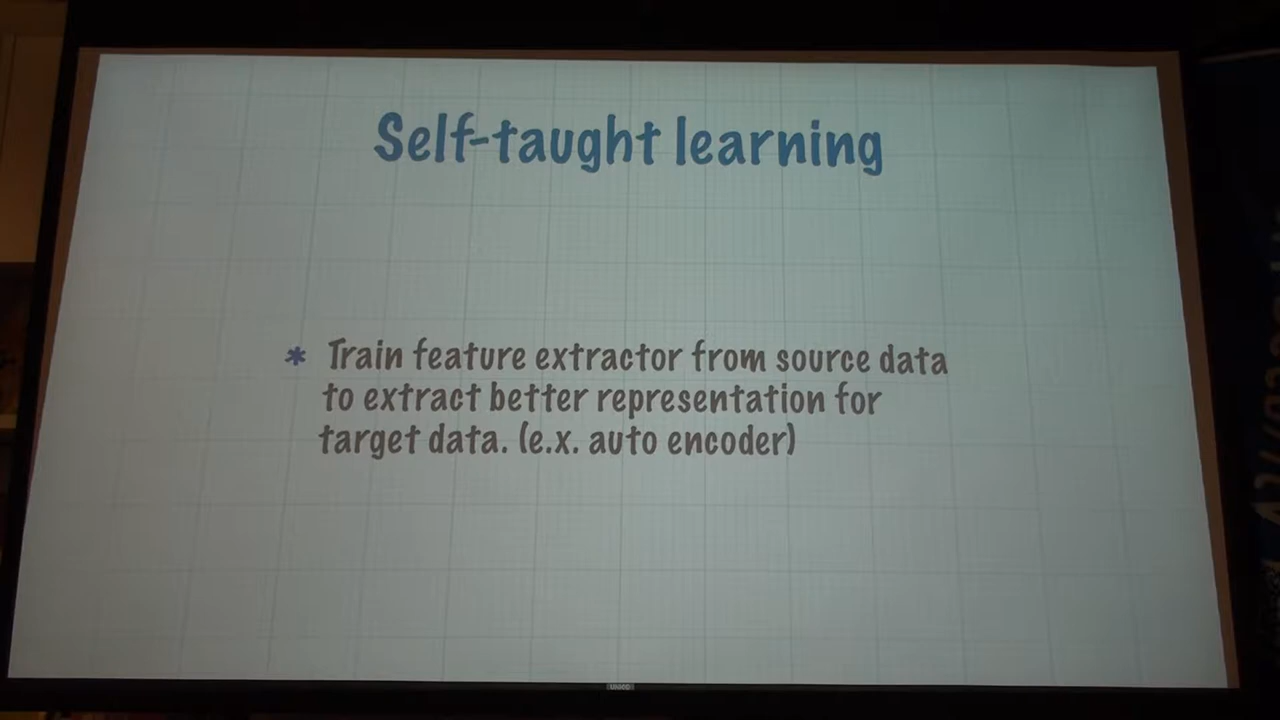 Self-taught learning
* Train feature extractor from source data
to extract better representation for
target data. (e.x. auto encoder)